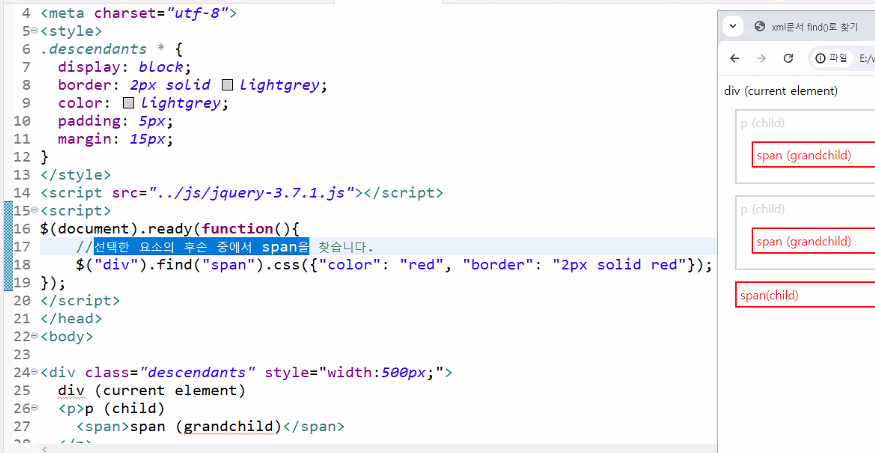 4 <meta charset="utf-8">
5 <style>
6 .descendants * {
7 display: block;
8 border: 2px solid lightgrey;
9 color: lightgrey;
10 padding: 5px;
11 margin: 15px;
12 }
13 </style>
14 <script src="../js/jquery-3.7.1.js"></script>
15 <script>
16 $(document).ready(function(){
17 //선택한 요소의 후손 중에서 span을 찾습니다.
18 $("div").find("span").css({"color": "red", "border": "2px solid red"});
19 });
20 </script>
21 </head>
22 <body>
23
24 <div class="descendants" style="width:500px;">
25 div (current element)
26 <p>p (child)
27 <span>span (grandchild)</span>
xml문서 find()로 찾기
파일
div (current element)
p (child)
span (grandchild)
p (child)
span (grandchild)
span(child)